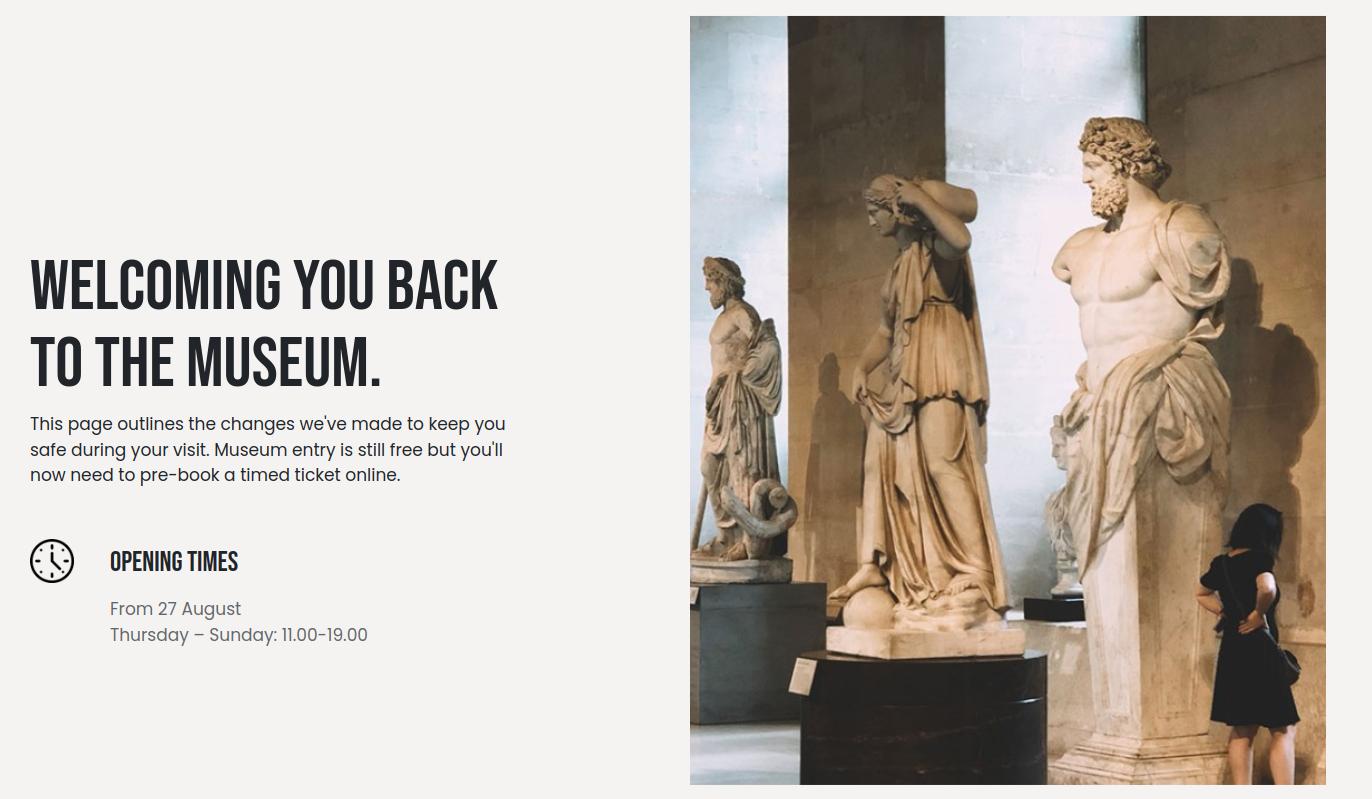 WELCOMING YOU BACK
TO THE MUSEUM.
This page outlines the changes we've made to keep you
safe during your visit. Museum entry is still free but you'll
now need to pre-book a timed ticket online.
OPENING TIMES
From 27 August
Thursday – Sunday: 11.00-19.00